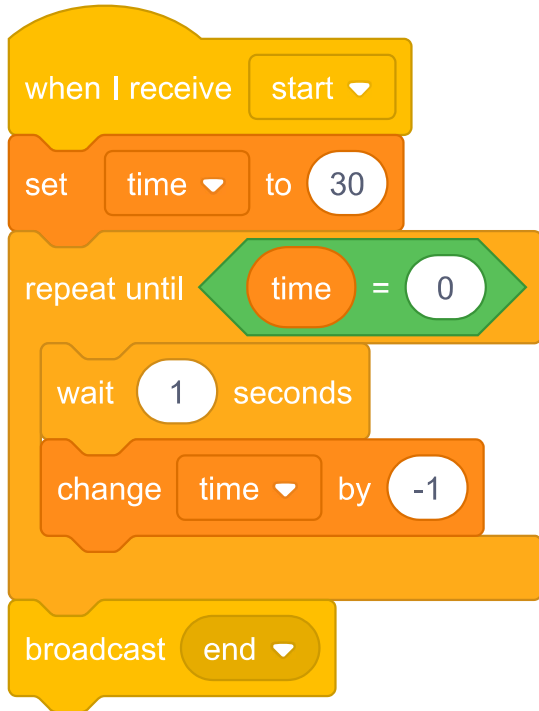 when I receive start
set time to 30
repeat until time = 0
wait 1 seconds
change time by -1
broadcast end